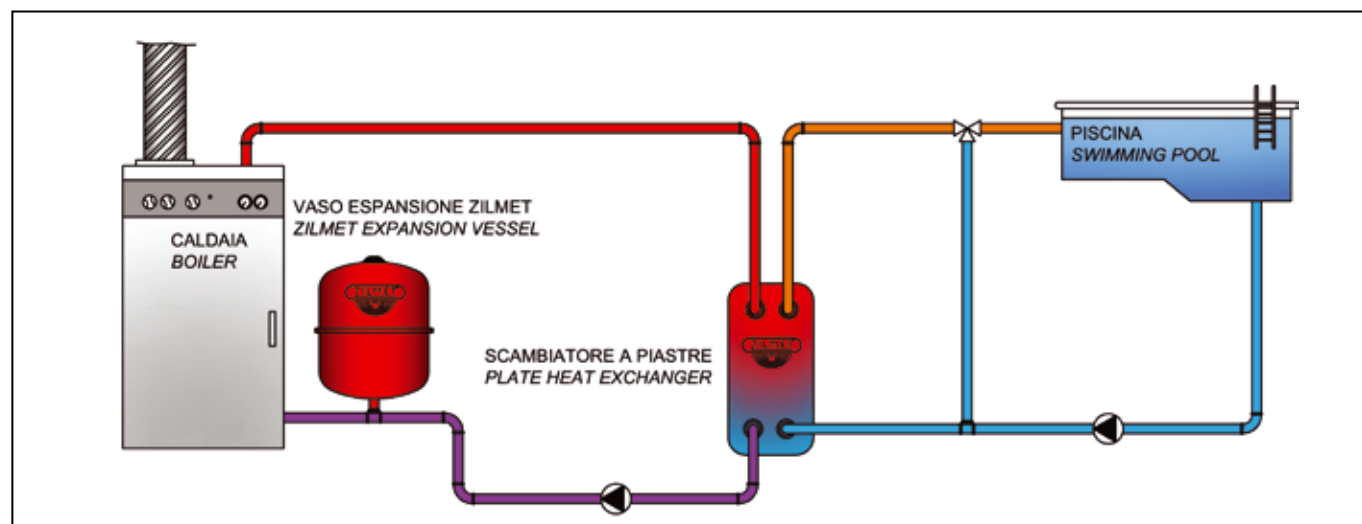 VASO ESPANSIONE ZILMET
ZILMET EXPANSION VESSEL
CALDAIA
BOILER
PISCINA
SWIMMING POOL
SCAMBIATORE A PIASTRE
PLATE HEAT EXCHANGER